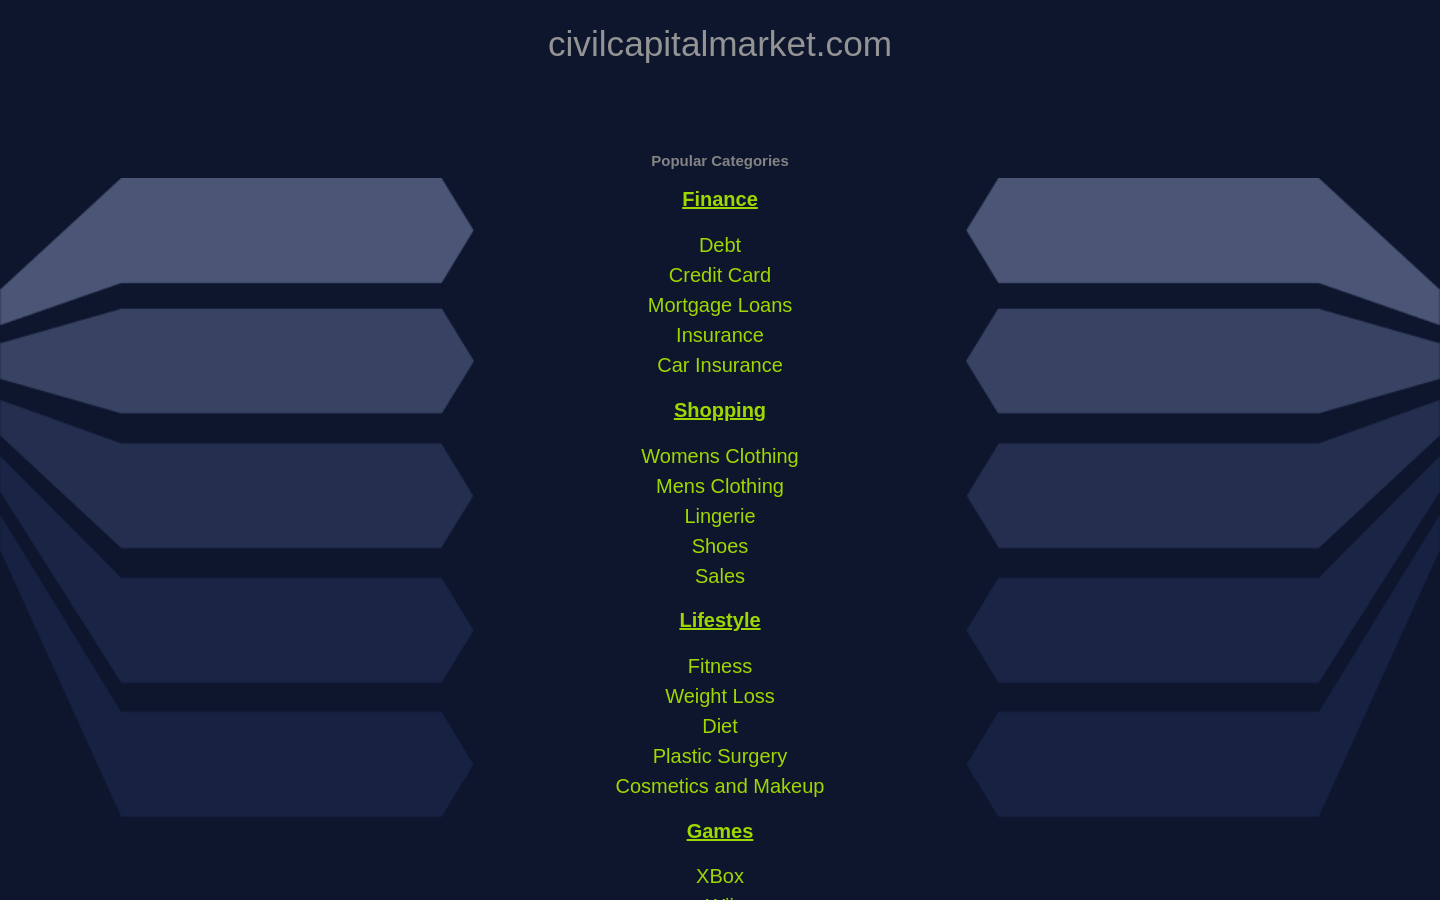 civilcapitalmarket.com
Popular Categories
Finance
Debt
Credit Card
Mortgage Loans
Insurance
Car Insurance
Shopping
Womens Clothing
Mens Clothing
Lingerie
Shoes
Sales
Lifestyle
Fitness
Weight Loss
Diet
Plastic Surgery
Cosmetics and Makeup
Games
XBox